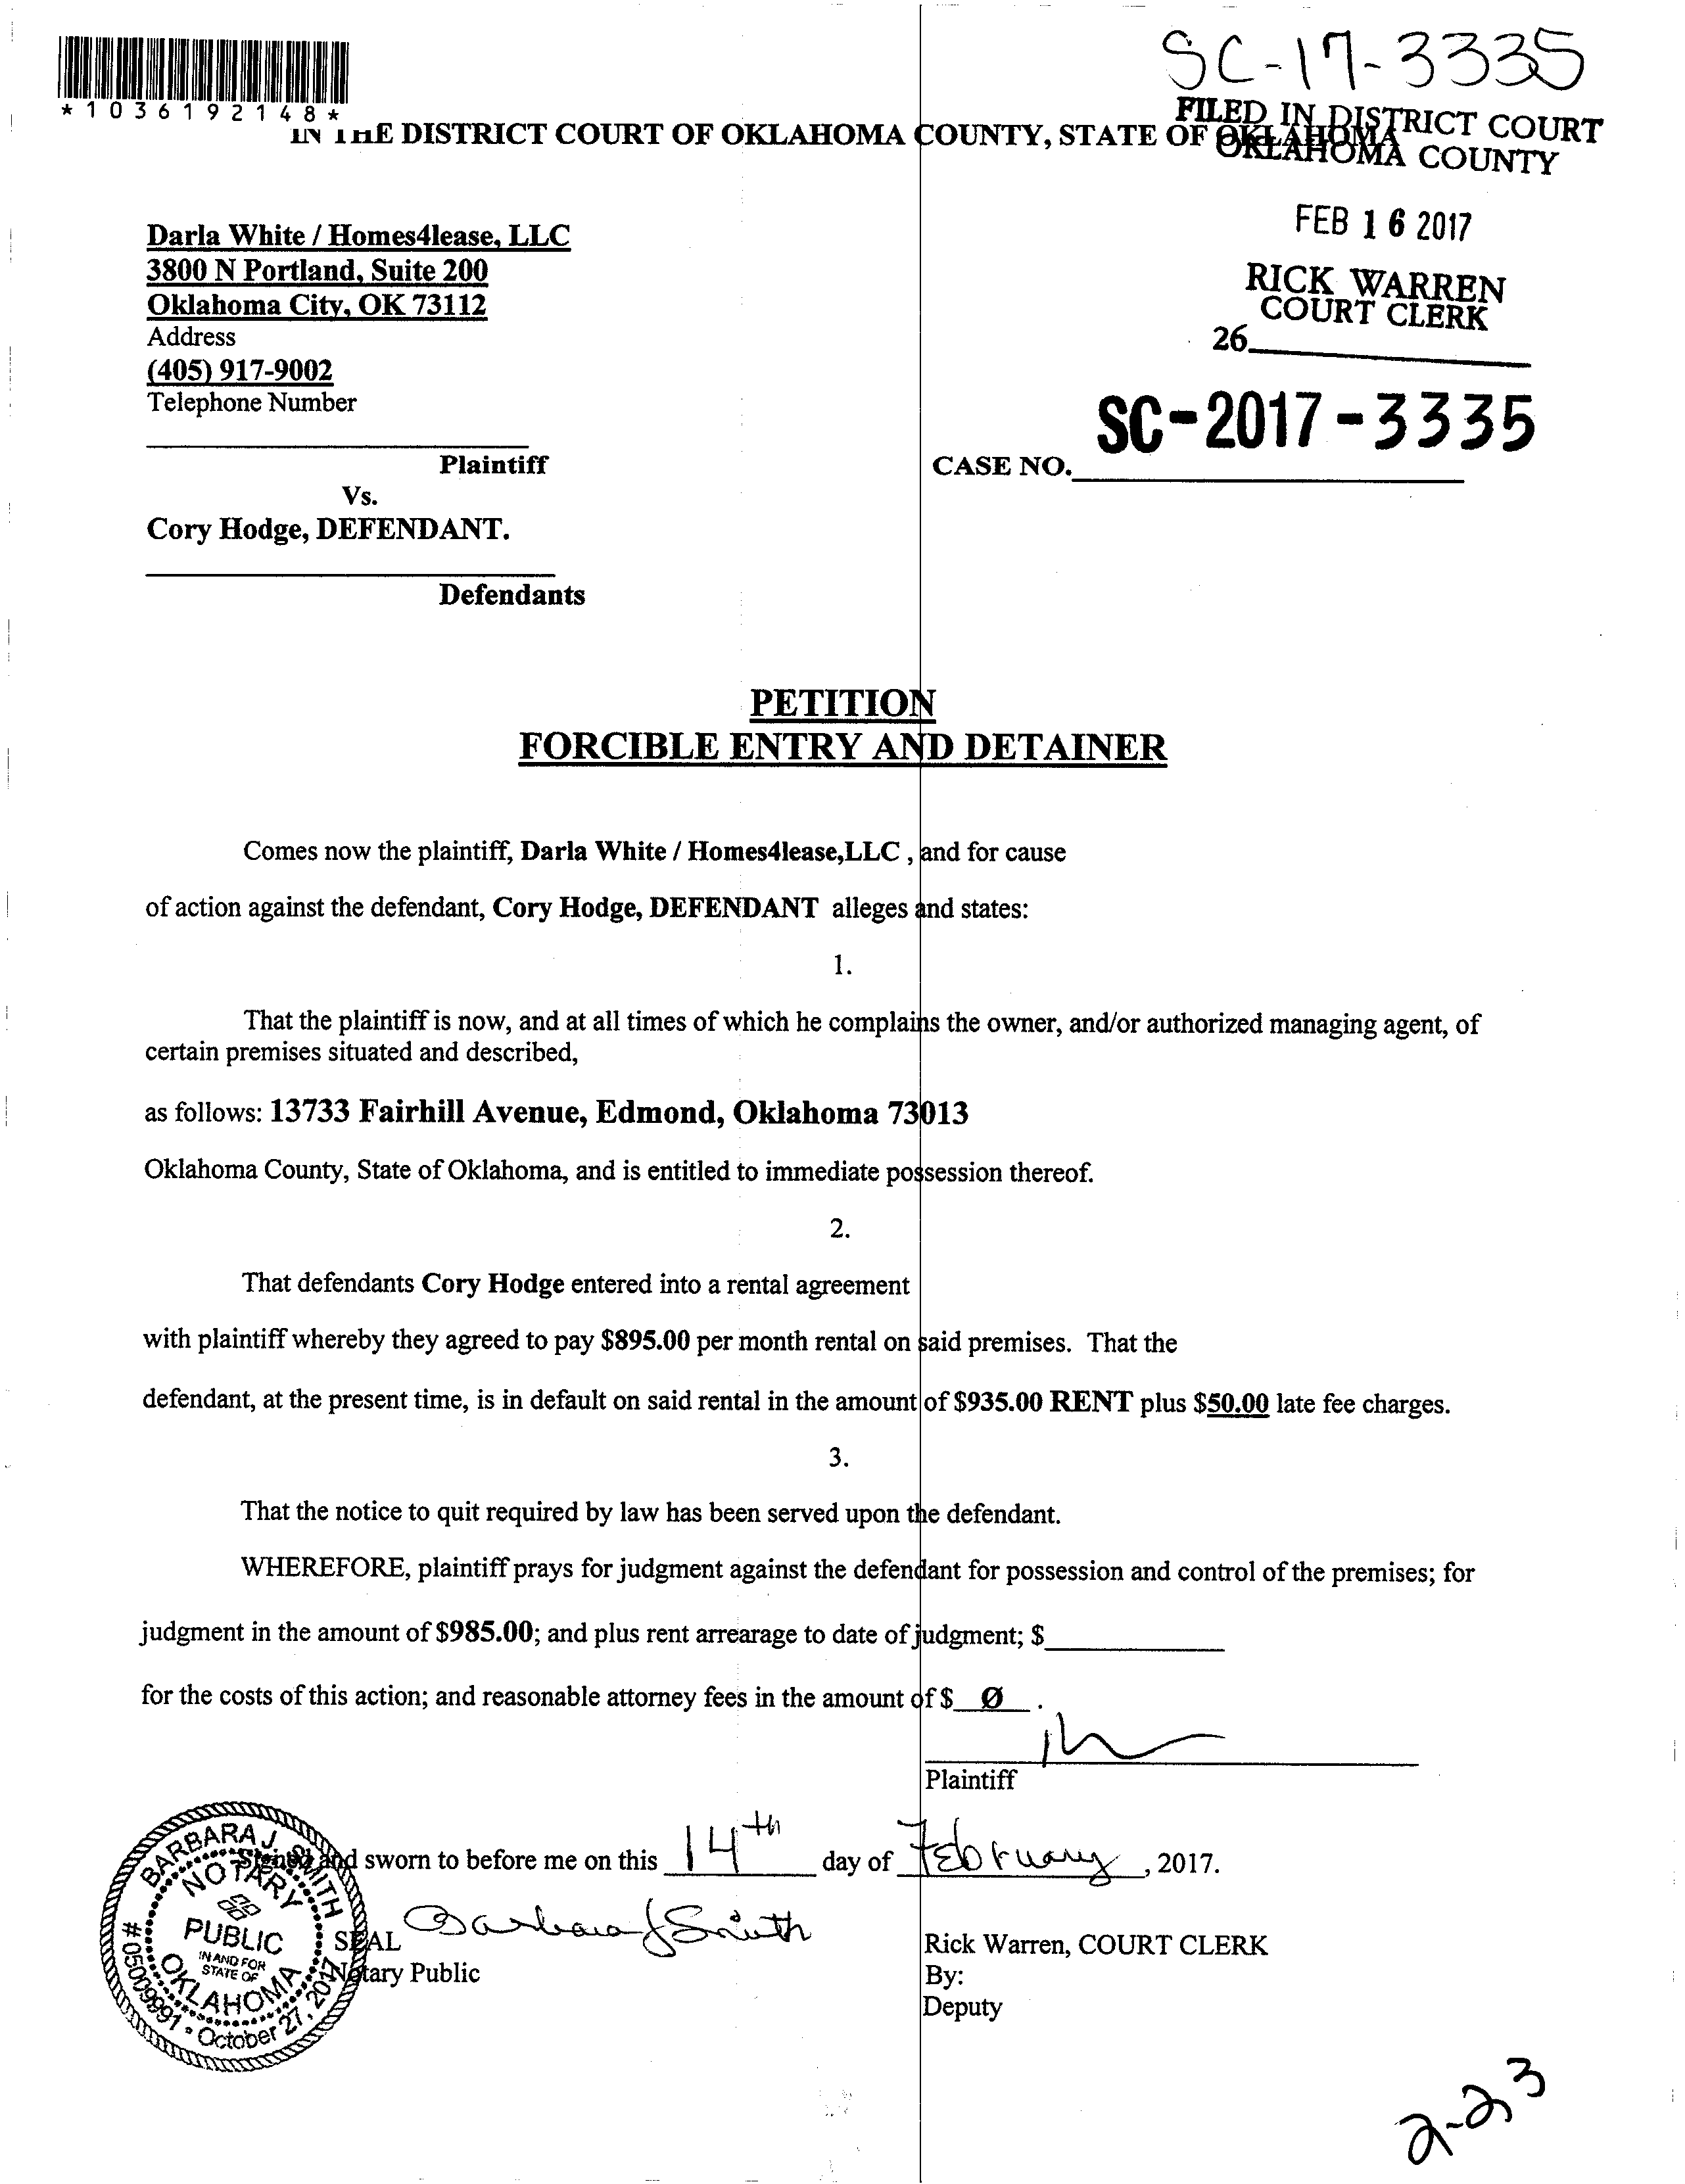 SC-17-3335
*1036192148*
FILED IN DISTRICT COURT
OKLAHOMA COUNTY
IN THE DISTRICT COURT OF OKLAHOMA COUNTY, STATE OF OKLAHOMA
FEB 16 2017
RICK WARREN
COURT CLERK
26
Darla White / Homes4lease, LLC
3800 N Portland, Suite 200
Oklahoma City, OK 73112
Address
(405) 917-9002
Telephone Number
Plaintiff
SC-2017-3335
CASE NO.
Vs.
Cory Hodge, DEFENDANT.
Defendants
PETITION
FORCIBLE ENTRY AND DETAINER
Comes now the plaintiff, Darla White / Homes4lease,LLC , and for cause
of action against the defendant, Cory Hodge, DEFENDANT alleges and states:
1.
That the plaintiff is now, and at all times of which he complains the owner, and/or authorized managing agent, of
certain premises situated and described,
as follows: 13733 Fairhill Avenue, Edmond, Oklahoma 73013
Oklahoma County, State of Oklahoma, and is entitled to immediate possession thereof.
2.
That defendants Cory Hodge entered into a rental agreement
with plaintiff whereby they agreed to pay $895.00 per month rental on said premises. That the
defendant, at the present time, is in default on said rental in the amount of $935.00 RENT plus $50.00 late fee charges.
3.
That the notice to quit required by law has been served upon the defendant.
WHEREFORE, plaintiff prays for judgment against the defendant for possession and control of the premises; for
judgment in the amount of $985.00; and plus rent arrearage to date of judgment; $
for the costs of this action; and reasonable attorney fees in the amount of $ Ø .
Plaintiff
Signed and sworn to before me on this 14th day of February, 2017.
Barbara J Smith
SEAL
Notary Public
BARBARA J. SMITH
NOTARY
PUBLIC
IN AND FOR
STATE OF
OKLAHOMA
# 05009991 - October 27, 2017
Rick Warren, COURT CLERK
By:
Deputy
2-23